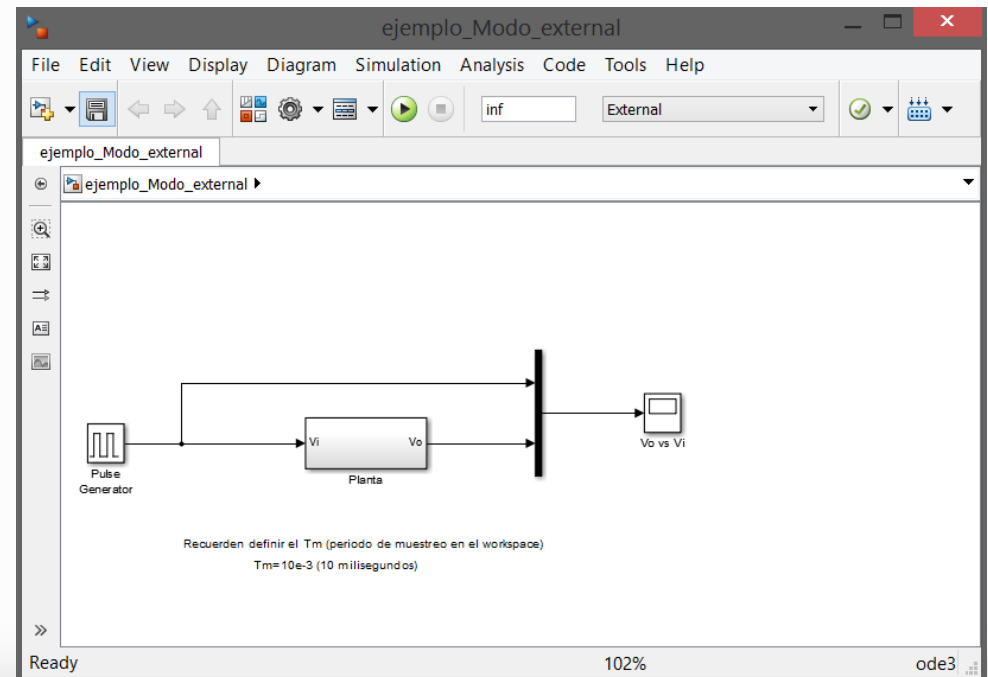 ejemplo_Modo_external
File Edit View Display Diagram Simulation Analysis Code Tools Help
inf External
ejemplo_Modo_external
ejemplo_Modo_external
Vi Vo
Pulse
Generator
Planta
Vo vs Vi
Recuerden definir el Tm (periodo de muestreo en el workspace)
Tm=10e-3 (10 milisegundos)
Ready 102% ode3